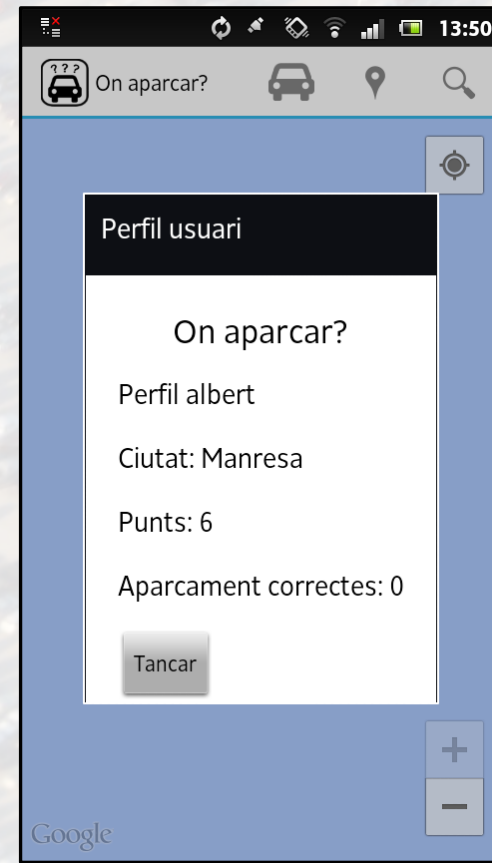 13:50
???
On aparcar?
Perfil usuari
On aparcar?
Perfil albert
Ciutat: Manresa
Punts: 6
Aparcament correctes: 0
Tancar
Google